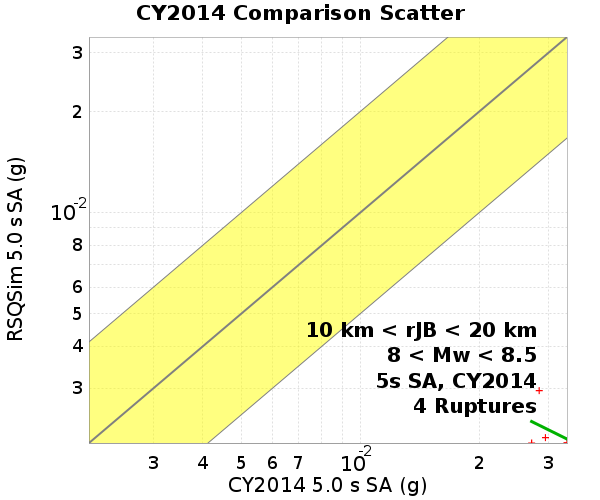 CY2014 Comparison Scatter
RSQSim 5.0 s SA (g)
3
2
10-2
8
6
5
4
3
10 km < rJB < 20 km
8 < Mw < 8.5
5s SA, CY2014
4 Ruptures
3 4 5 6 7 10-2 2 3
CY2014 5.0 s SA (g)